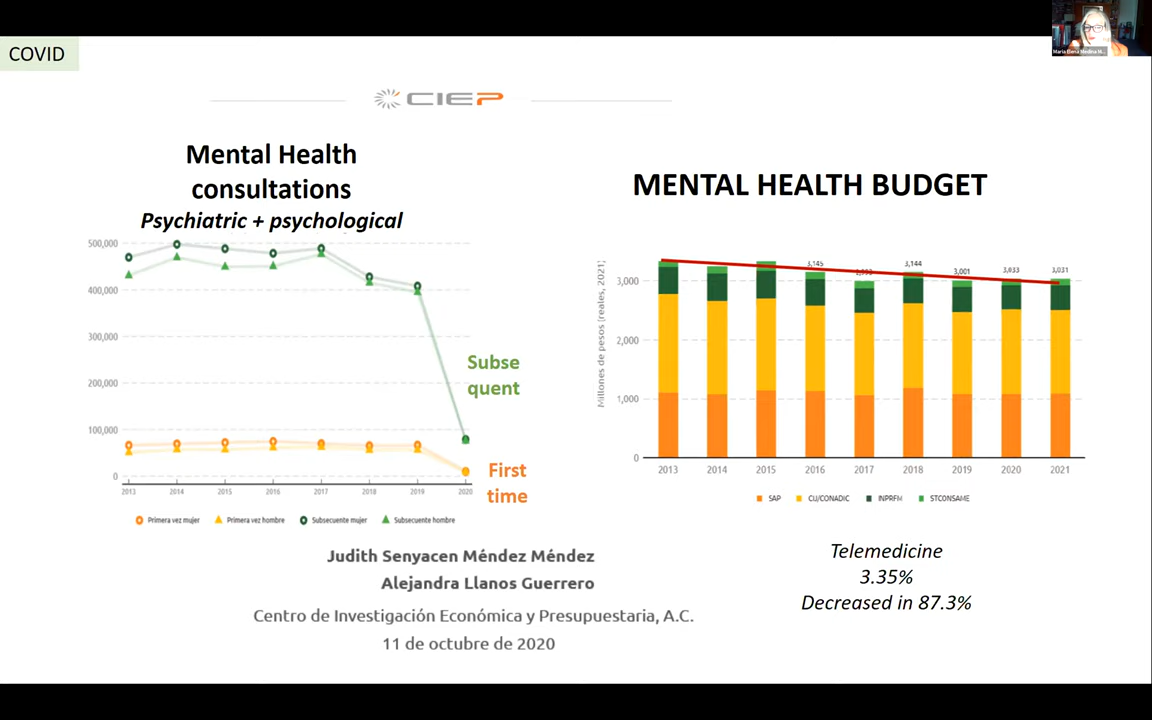 COVID
Maria Elena Medina M...
CIEP
Mental Health
consultations
Psychiatric + psychological
500,000
400,000
300,000
200,000
100,000
0
2013 2014 2015 2016 2017 2018 2019 2020
Subse
quent
First
time
Primera vez mujer Primera vez hombre Subsecuente mujer Subsecuente hombre
MENTAL HEALTH BUDGET
Millones de pesos (reales, 2021)
3,145 3,144 3,001 3,033 3,031
3,000
2,000
1,000
0
2013 2014 2015 2016 2017 2018 2019 2020 2021
SAP CIJ/CONADIC INPRFM STCONSAME
Judith Senyacen Méndez Méndez
Alejandra Llanos Guerrero
Centro de Investigación Económica y Presupuestaria, A.C.
11 de octubre de 2020
Telemedicine
3.35%
Decreased in 87.3%